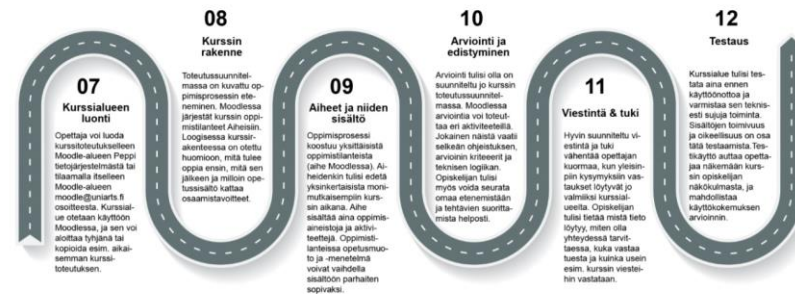 07
Kurssialueen
luonti
Opettaja voi luoda
kurssitoteutukselleen
Moodle-alueen Peppi
tietojärjestelmästä tai
tilaamalla itselleen
Moodle-alueen
moodle@uniarts.fi
osoitteesta. Kurssial-
ue otetaan käyttöön
Moodlessa, ja sen voi
aloittaa tyhjänä tai
kopioida esim. aikai-
semman kurssi-
toteutuksen.
08
Kurssin
rakenne
Toteutussuunnitel-
massa on kuvattu op-
pimisprosessin ete-
neminen. Moodlessa
järjestät kurssin oppi-
mistilanteet Aiheisiin.
Loogisessa kurssir-
akenteessa on otettu
huomioon, mitä tulee
oppia ensin, mitä sen
jälkeen ja milloin ope-
tussisältö kattaa
osaamistavoitteet.
09
Aiheet ja niiden
sisältö
Oppimisprosessi
koostuu yksittäisistä
oppimistilanteista
(aihe Moodlessa). Ai-
heidenkin tulisi edetä
yksinkertaisista moni-
mutkaisempiin kurs-
sin aikana. Aihe
sisältää aina oppimis-
aineistoja ja aktivi-
teettejä. Oppimisti-
lanteissa opetusmuo-
to ja -menetelmä
voivat vaihdella
sisältöön parhaiten
sopivaksi.
10
Arviointi ja
edistyminen
Arviointi tulisi olla on
suunniteltu jo kurssin
toteutussuunnitel-
massa. Moodlessa
arviointia voi toteut-
taa eri aktiviteeteillä.
Jokainen näistä vaatii
selkeän ohjeistuksen,
arvioinin kriteerit ja
teknisen logiikan.
Opiskelijan tulisi
myös voida seurata
omaa etenemistään
ja tehtävien suoritta-
mista helposti.
11
Viestintä & tuki
Hyvin suunniteltu vi-
estintä ja tuki
vähentää opettajan
kuormaa, kun yleisin-
piin kysymyksiin vas-
taukset löytyvät jo
valmiiksi kurssial-
ueelta. Opiskelijan
tulisi tietää mistä tieto
löytyy, miten olla
yhteydessä tarvit-
taessa, kuka vastaa
tuesta ja kuinka usein
esim. kurssin viestei-
hin vastataan.
12
Testaus
Kurssialue tulisi tes-
tata aina ennen
käyttöönottoa ja
varmistaa sen teknis-
esti sujuja toiminta.
Sisältöjen toimivuus
ja oikeellisuus on osa
tätä testaamista.Tes-
tikäyttö auttaa opetta-
jaa näkemään kurs-
sin opiskelijan
näkökulmasta, ja
mahdollistaa
käyttökokemuksen
arvioinnin.